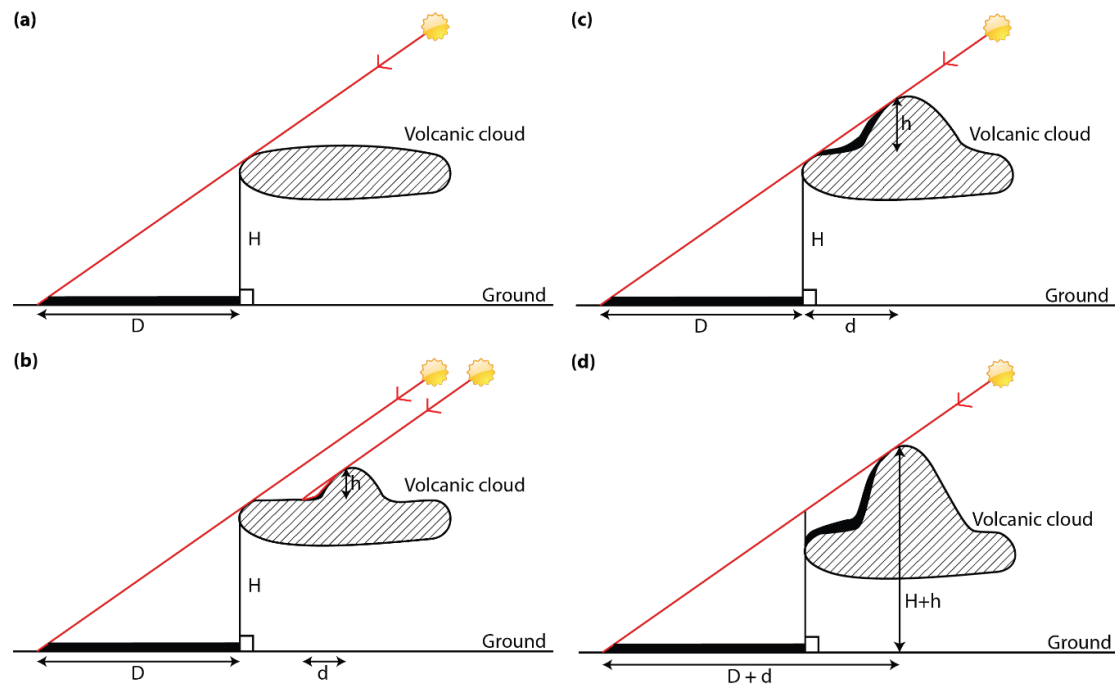 (a)
Volcanic cloud
H
Ground
D
(b)
h
Volcanic cloud
H
Ground
D
d
(c)
h
Volcanic cloud
H
Ground
D
d
(d)
Volcanic cloud
H+h
Ground
D + d